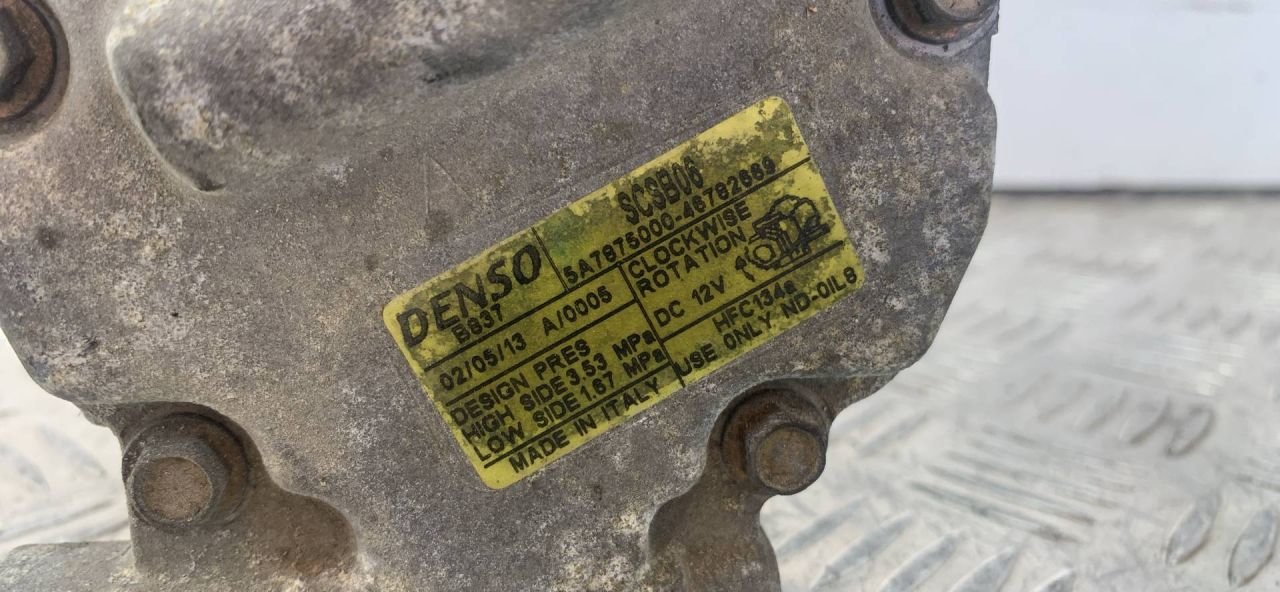 DENSO
SCSB06
B837
5A7875000-46782669
02/05/13 A/0005
CLOCKWISE
ROTATION
DESIGN PRES
HIGH SIDE 3.53 MPa
LOW SIDE 1.67 MPa
DC 12V
HFC134a
USE ONLY ND-OIL8
MADE IN ITALY